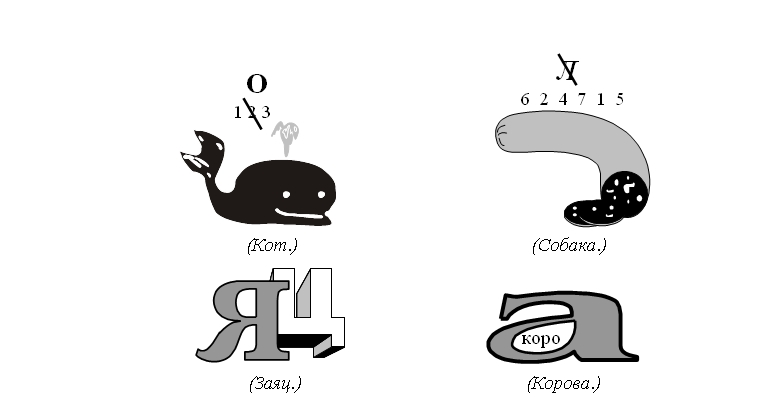 О
1 2 3
(Кот.)
Л
6 2 4 7 1 5
(Собака.)
Я Ц
(Заяц.)
а
коро
(Корова.)